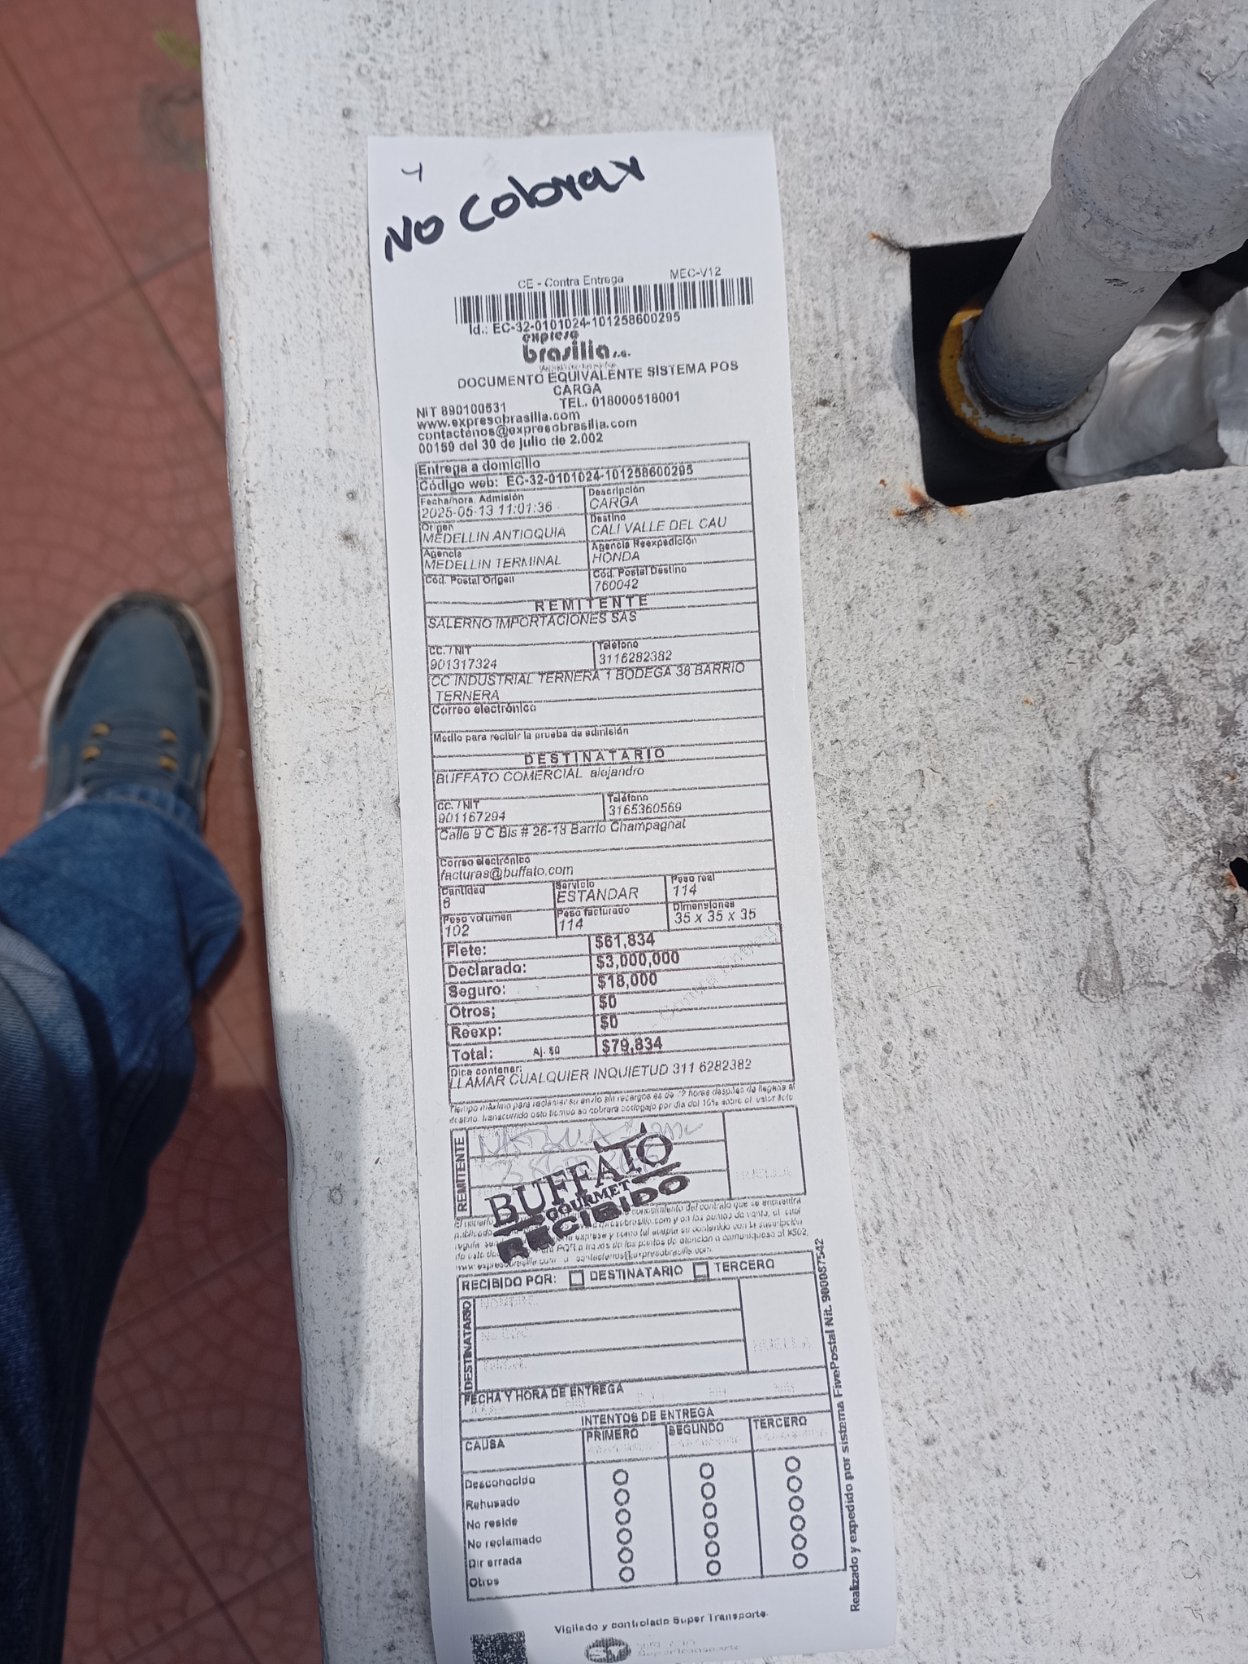 4
NO Cobrar
CE - Contra Entrega MEC-V12
Id.: EC-32-0101024-101258600295
expreso
brasilia s.a.
DOCUMENTO EQUIVALENTE SISTEMA POS
CARGA
NIT 890100531 TEL. 018000518001
www.expresobrasilia.com
contactenos@expresobrasilia.com
00159 del 30 de julio de 2.002
Entrega a domicilio
Código web: EC-32-0101024-101258600295
Fecha/hora Admisión Descripción
2025-05-13 11:01:36 CARGA
Origen Destino
MEDELLIN ANTIOQUIA CALI VALLE DEL CAU
Agencia Agencia Reexpedición
MEDELLIN TERMINAL HONDA
Cód. Postal Origen Cód. Postal Destino
760042
REMITENTE
SALERNO IMPORTACIONES SAS
CC. / NIT Teléfono
901317324 3116282382
CC INDUSTRIAL TERNERA 1 BODEGA 38 BARRIO
TERNERA
Correo electrónico
Medio para recibir la prueba de admisión
DESTINATARIO
BUFFATO COMERCIAL alejandro
CC. / NIT Teléfono
901167294 3165360569
Calle 9 C Bis # 26-18 Barrio Champagnat
Correo electrónico
facturas@buffato.com
Cantidad Servicio Peso real
6 ESTANDAR 114
Peso volumen Peso facturado Dimensiones
102 114 35 x 35 x 35
Flete: $61,834
Declarado: $3,000,000
Seguro: $18,000
Otros; $0
Reexp: $0
Total: Aj. $0 $79,834
Dice contener:
LLAMAR CUALQUIER INQUIETUD 311 6282382
REMITENTE
BUFFATO
GOURMET
RECIBIDO
RECIBIDO POR: DESTINATARIO TERCERO
DESTINATARIO
FECHA Y HORA DE ENTREGA
INTENTOS DE ENTREGA
CAUSA PRIMERO SEGUNDO TERCERO
Desconocido
Rehusado
No reside
No reclamado
Dir errada
Otros
Realizado y expedido por sistema FivePostal Nit. 900087542
Vigilado y controlado Super Transporte